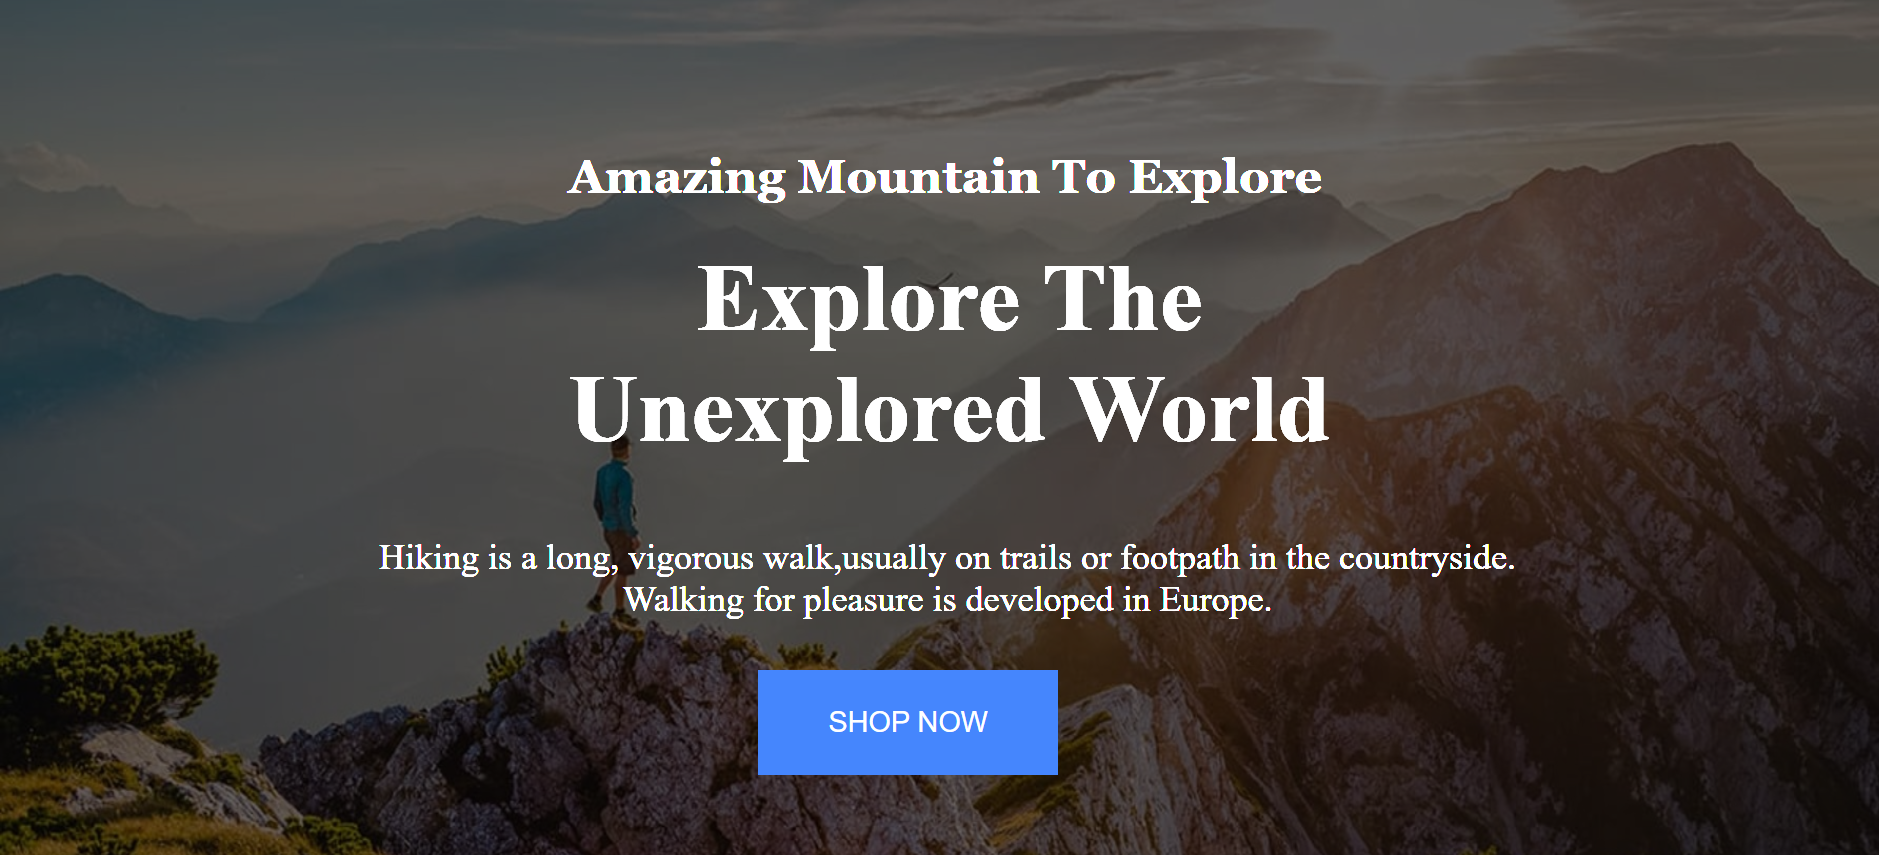 Amazing Mountain To Explore
Explore The
Unexplored World
Hiking is a long, vigorous walk,usually on trails or footpath in the countryside.
Walking for pleasure is developed in Europe.
SHOP NOW